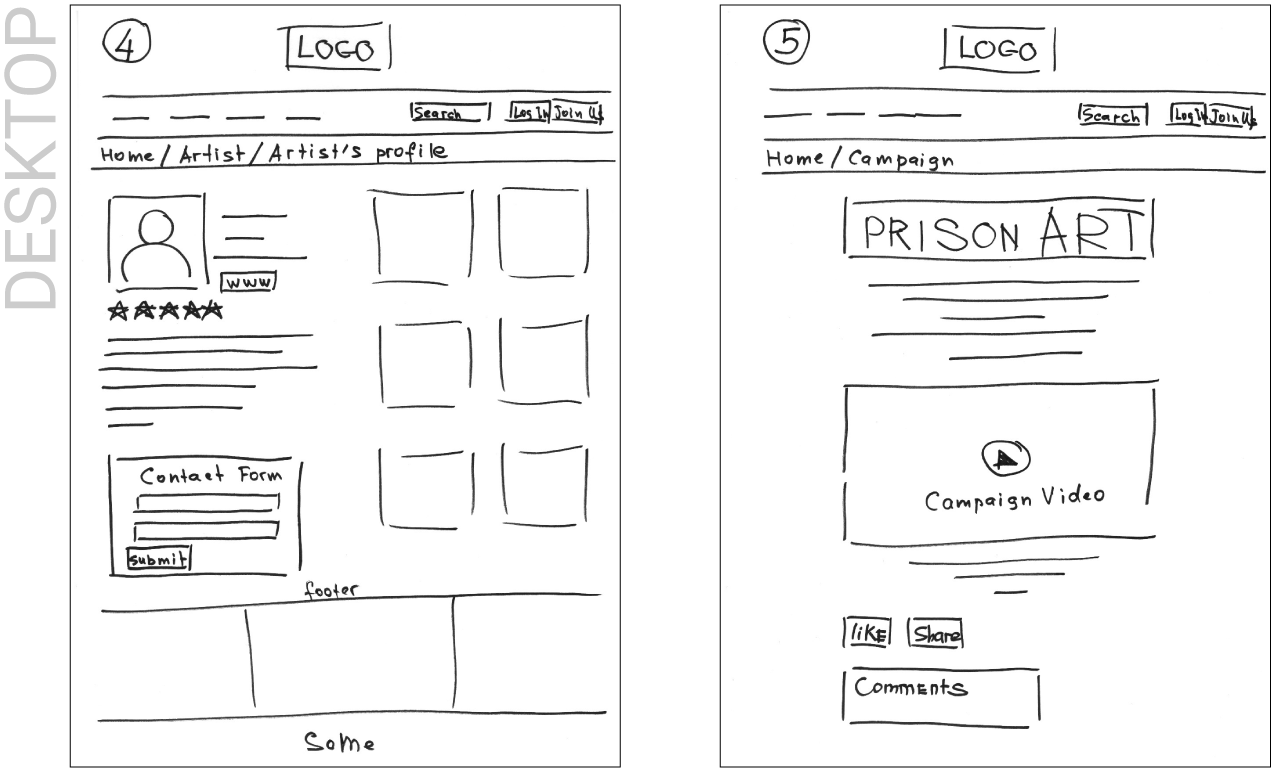 DESKTOP
4
LOGO
Search Log In Join Us
Home / Artist / Artist's profile
www
Contact Form
submit
footer
SoMe
5
LOGO
Search Log In Join Us
Home / Campaign
PRISON ART
Campaign Video
liKE Share
Comments